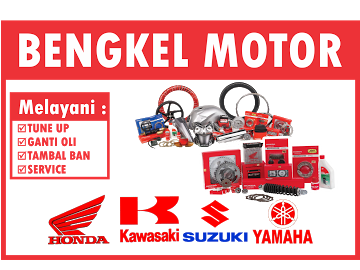 BENGKEL MOTOR
Melayani :
TUNE UP
GANTI OLI
TAMBAL BAN
SERVICE
HONDA
Kawasaki
SUZUKI
YAMAHA